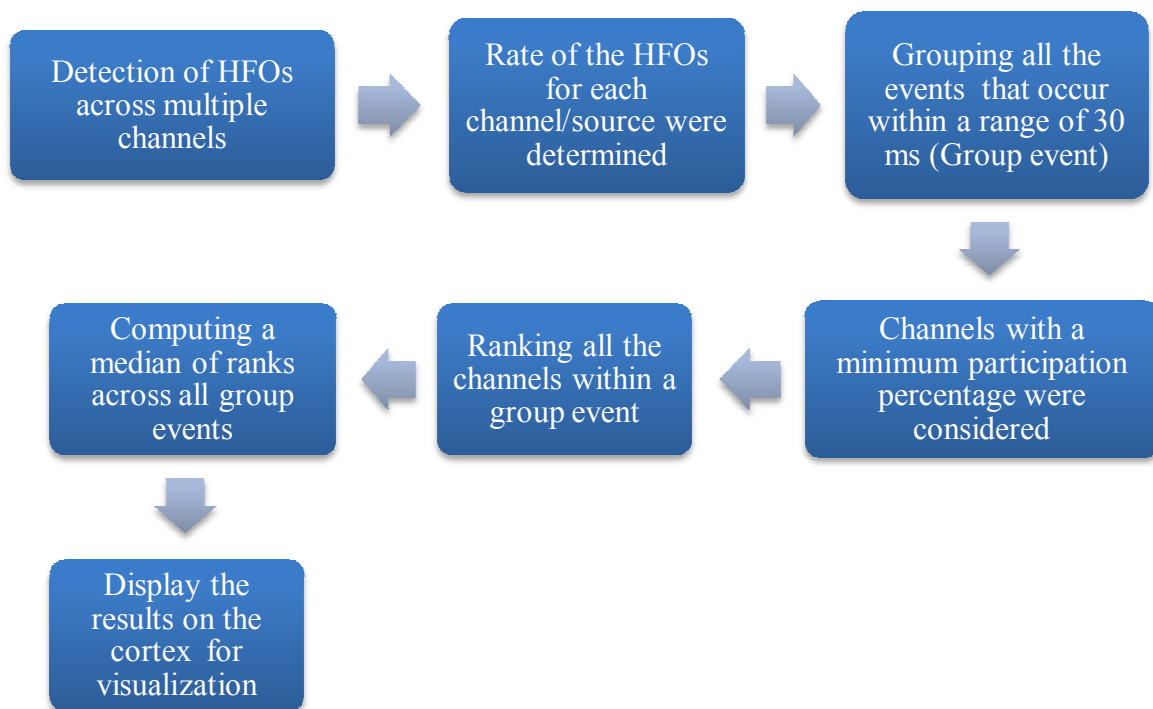 Detection of HFOs
across multiple
channels
Rate of the HFOs
for each
channel/source were
determined
Grouping all the
events that occur
within a range of 30
ms (Group event)
Channels with a
minimum participation
percentage were
considered
Ranking all the
channels within a
group event
Computing a
median of ranks
across all group
events
Display the
results on the
cortex for
visualization